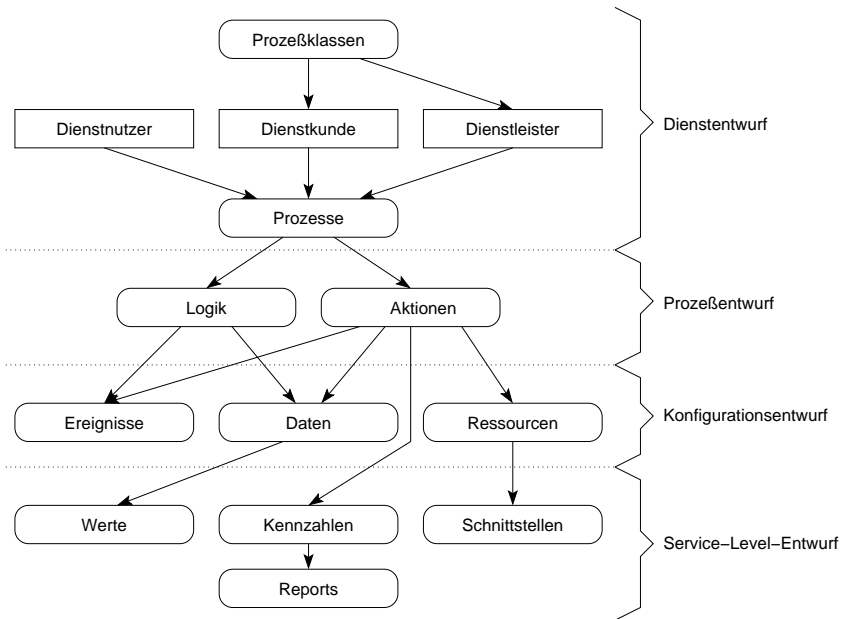 Prozeßklassen
Dienstnutzer
Dienstkunde
Dienstleister
Dienstentwurf
Prozesse
Logik
Aktionen
Prozeßentwurf
Ereignisse
Daten
Ressourcen
Konfigurationsentwurf
Werte
Kennzahlen
Schnittstellen
Service−Level−Entwurf
Reports